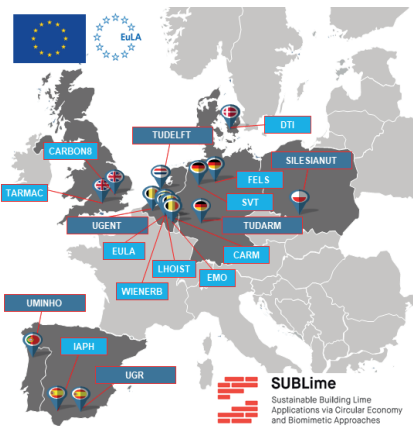 EuLA
DTI
TUDELFT
CARBON8
SILESIANUT
FELS
TARMAC
SVT
UGENT
TUDARM
EULA
CARM
LHOIST
EMO
WIENERB
UMINHO
IAPH
UGR
SUBLime
Sustainable Building Lime
Applications via Circular Economy
and Biomimetic Approaches